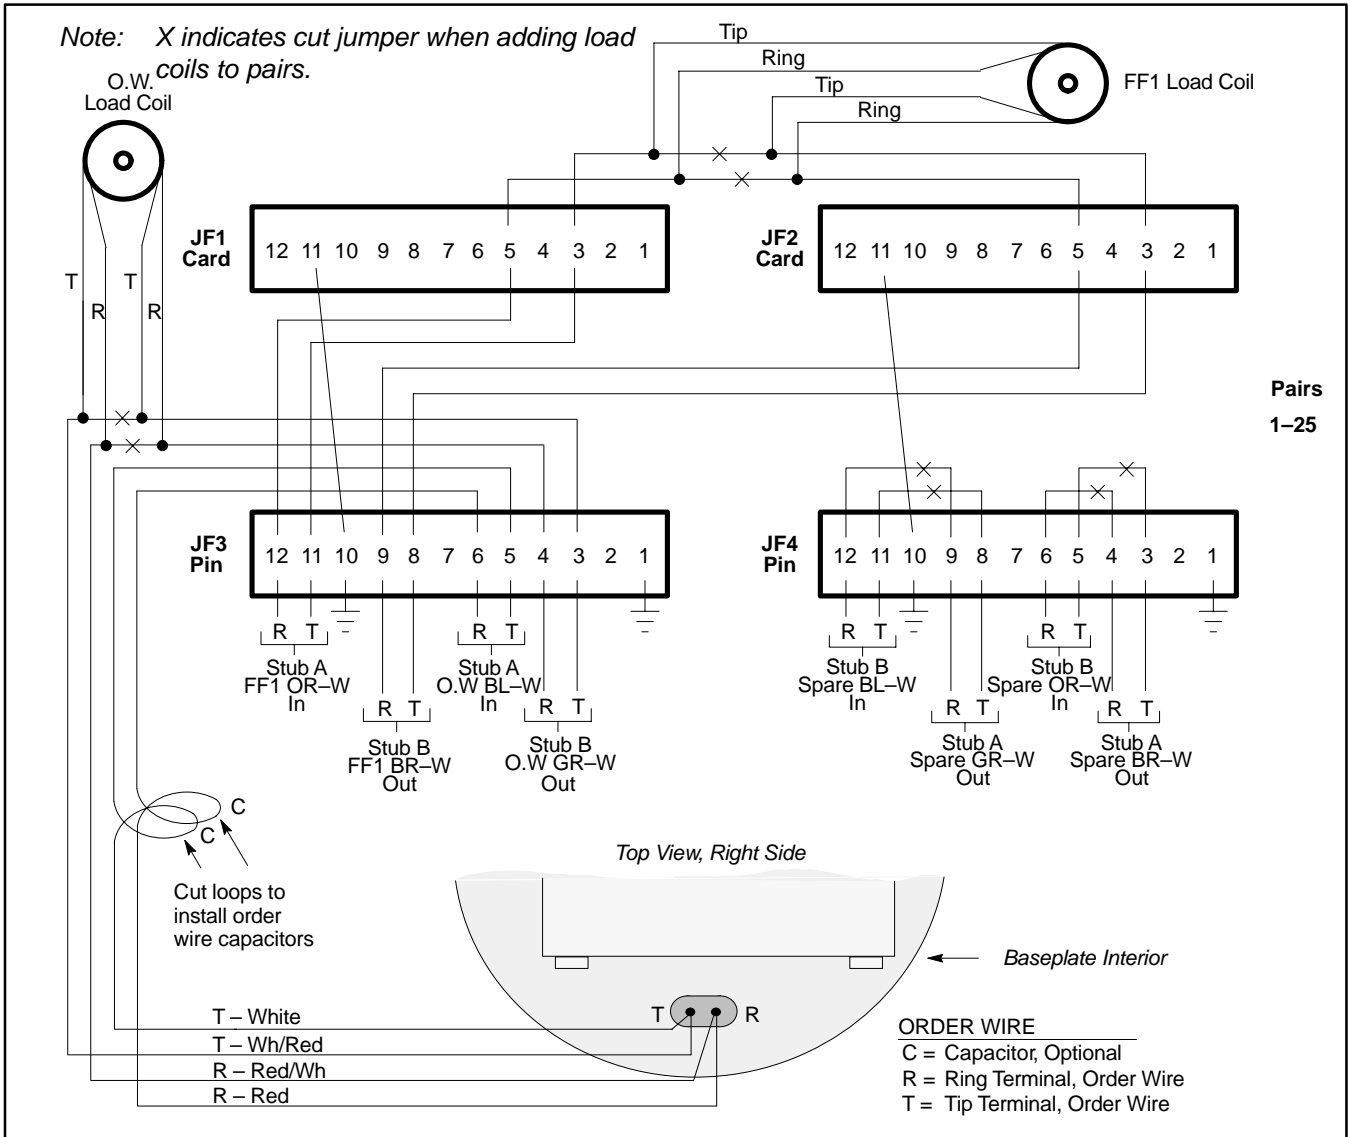 Note: X indicates cut jumper when adding load
coils to pairs.
O.W.
Load Coil
Tip
Ring
Tip
Ring
FF1 Load Coil
T
R
T
R
JF1
Card
12 11 10 9 8 7 6 5 4 3 2 1
JF2
Card
12 11 10 9 8 7 6 5 4 3 2 1
Pairs
1–25
JF3
Pin
12 11 10 9 8 7 6 5 4 3 2 1
JF4
Pin
12 11 10 9 8 7 6 5 4 3 2 1
R T
Stub A
FF1 OR–W
In
R T
Stub B
FF1 BR–W
Out
R T
Stub A
O.W BL–W
In
R T
Stub B
O.W GR–W
Out
R T
Stub B
Spare BL–W
In
R T
Stub A
Spare GR–W
Out
R T
Stub B
Spare OR–W
In
R T
Stub A
Spare BR–W
Out
C
C
Cut loops to
install order
wire capacitors
Top View, Right Side
Baseplate Interior
T R
T – White
T – Wh/Red
R – Red/Wh
R – Red
ORDER WIRE
C = Capacitor, Optional
R = Ring Terminal, Order Wire
T = Tip Terminal, Order Wire